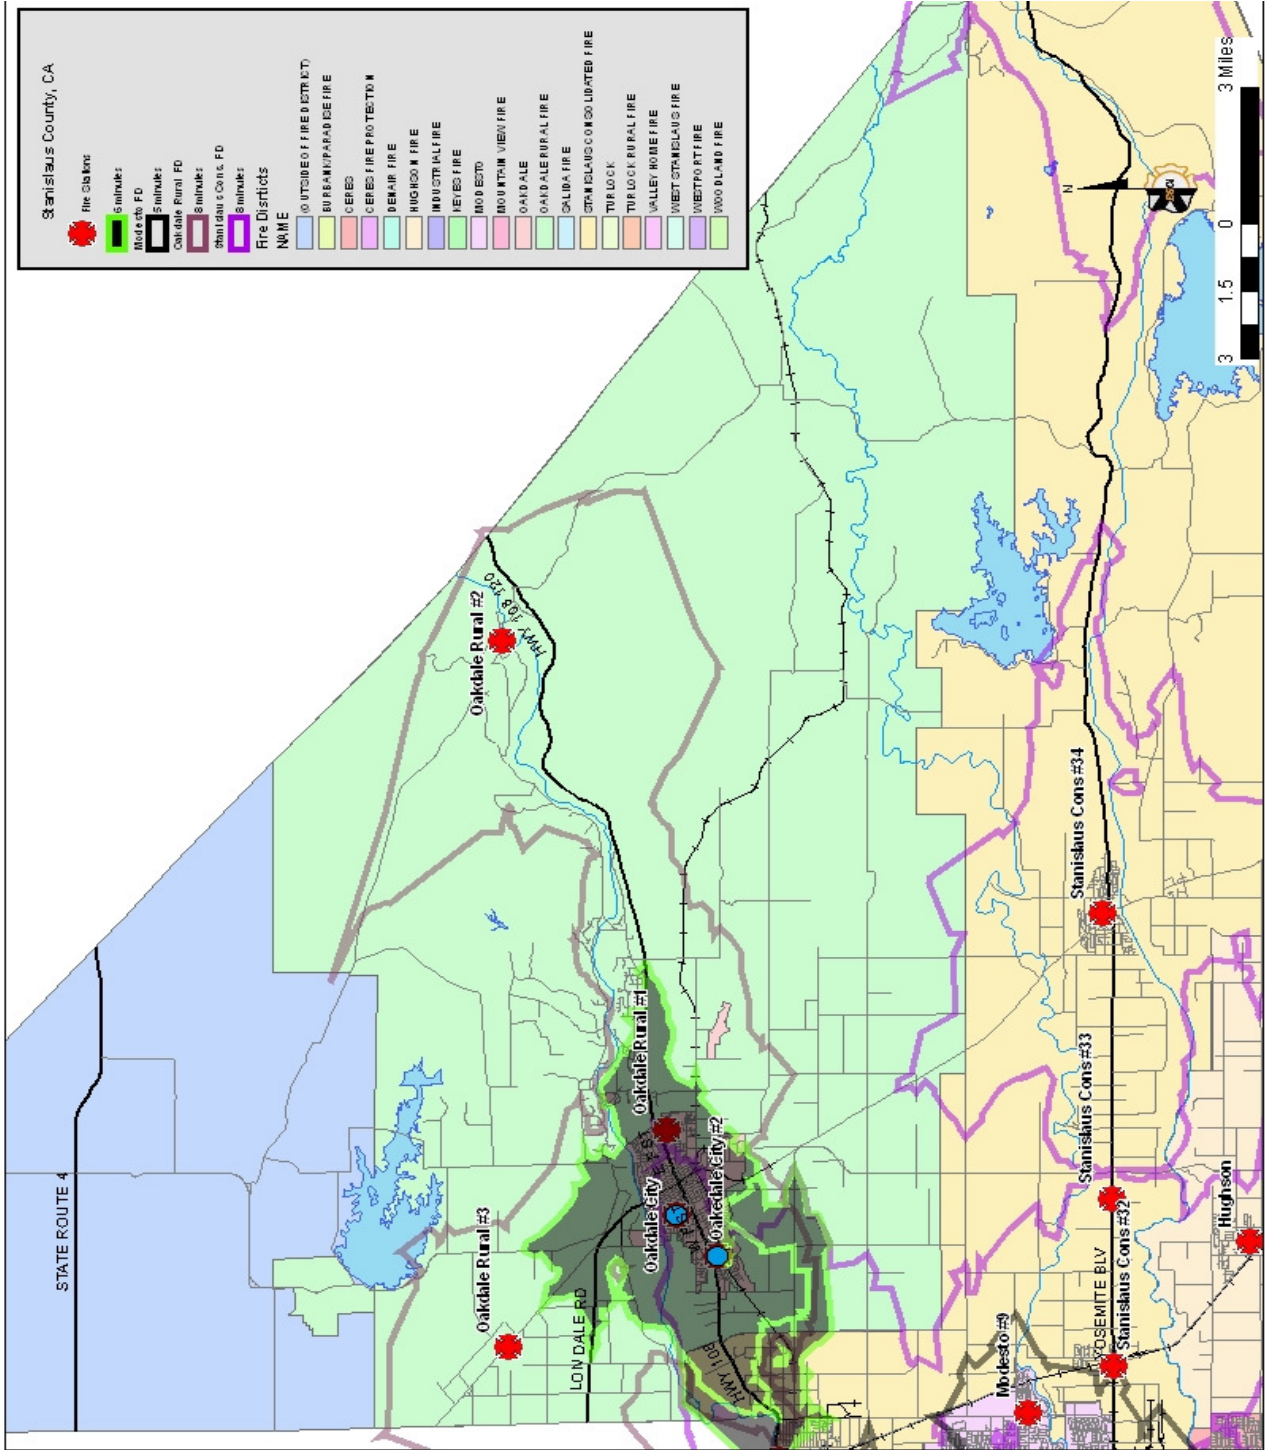 Stanislaus County, CA
Fire Stations
6 minutes
Modesto FD
5 minutes
Oakdale Rural FD
8 minutes
Stanislaus Cons. FD
8 minutes
Fire Disrticts
NAME
(OUTSIDE OF FIRE DISTRICT)
BURBANK/PARADISE FIRE
CERES
CERES FIRE PROTECTION
DENAIR FIRE
HUGHSON FIRE
INDUSTRIAL FIRE
KEYES FIRE
MODESTO
MOUNTAIN VIEW FIRE
OAKDALE
OAKDALE RURAL FIRE
SALIDA FIRE
STANISLAUS CONSOLIDATED FIRE
TURLOCK
TURLOCK RURAL FIRE
VALLEY HOME FIRE
WEST STANISLAUS FIRE
WESTPORT FIRE
WOODLAND FIRE
STATE ROUTE 4
Oakdale Rural #2
HWY 108 120
Oakdale Rural #3
LON DALE RD
Oakdale Rural #1
Oakdale City
Oakedale City #2
HWY 108
Stanislaus Cons #34
Stanislaus Cons #33
Stanislaus Cons #32
YOSEMITE BLV
Modesto #9
Hughson
N
3 1.5 0 3 Miles